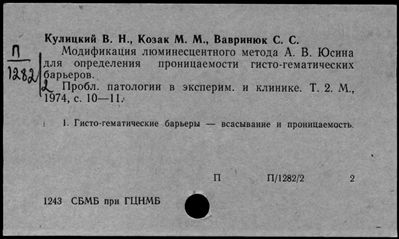 Кулицкий В. Н., Козак М. М., Вавринюк С. С.
П
1282
2
Модификация люминесцентного метода А. В. Юсина
для определения проницаемости гисто-гематических
барьеров.
Пробл. патологии в эксперим. и клинике. Т. 2. М.,
1974, с. 10—11.
1. Гисто-гематические барьеры — всасывание и проницаемость.
П П/1282/2 2
1243 СБМБ при ГЦНМБ